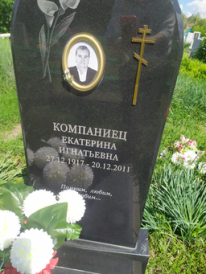 КОМПАНИЕЦ
ЕКАТЕРИНА
ИГНАТЬЕВНА
27.12.1917 - 20.12.2011
Помним, любим,